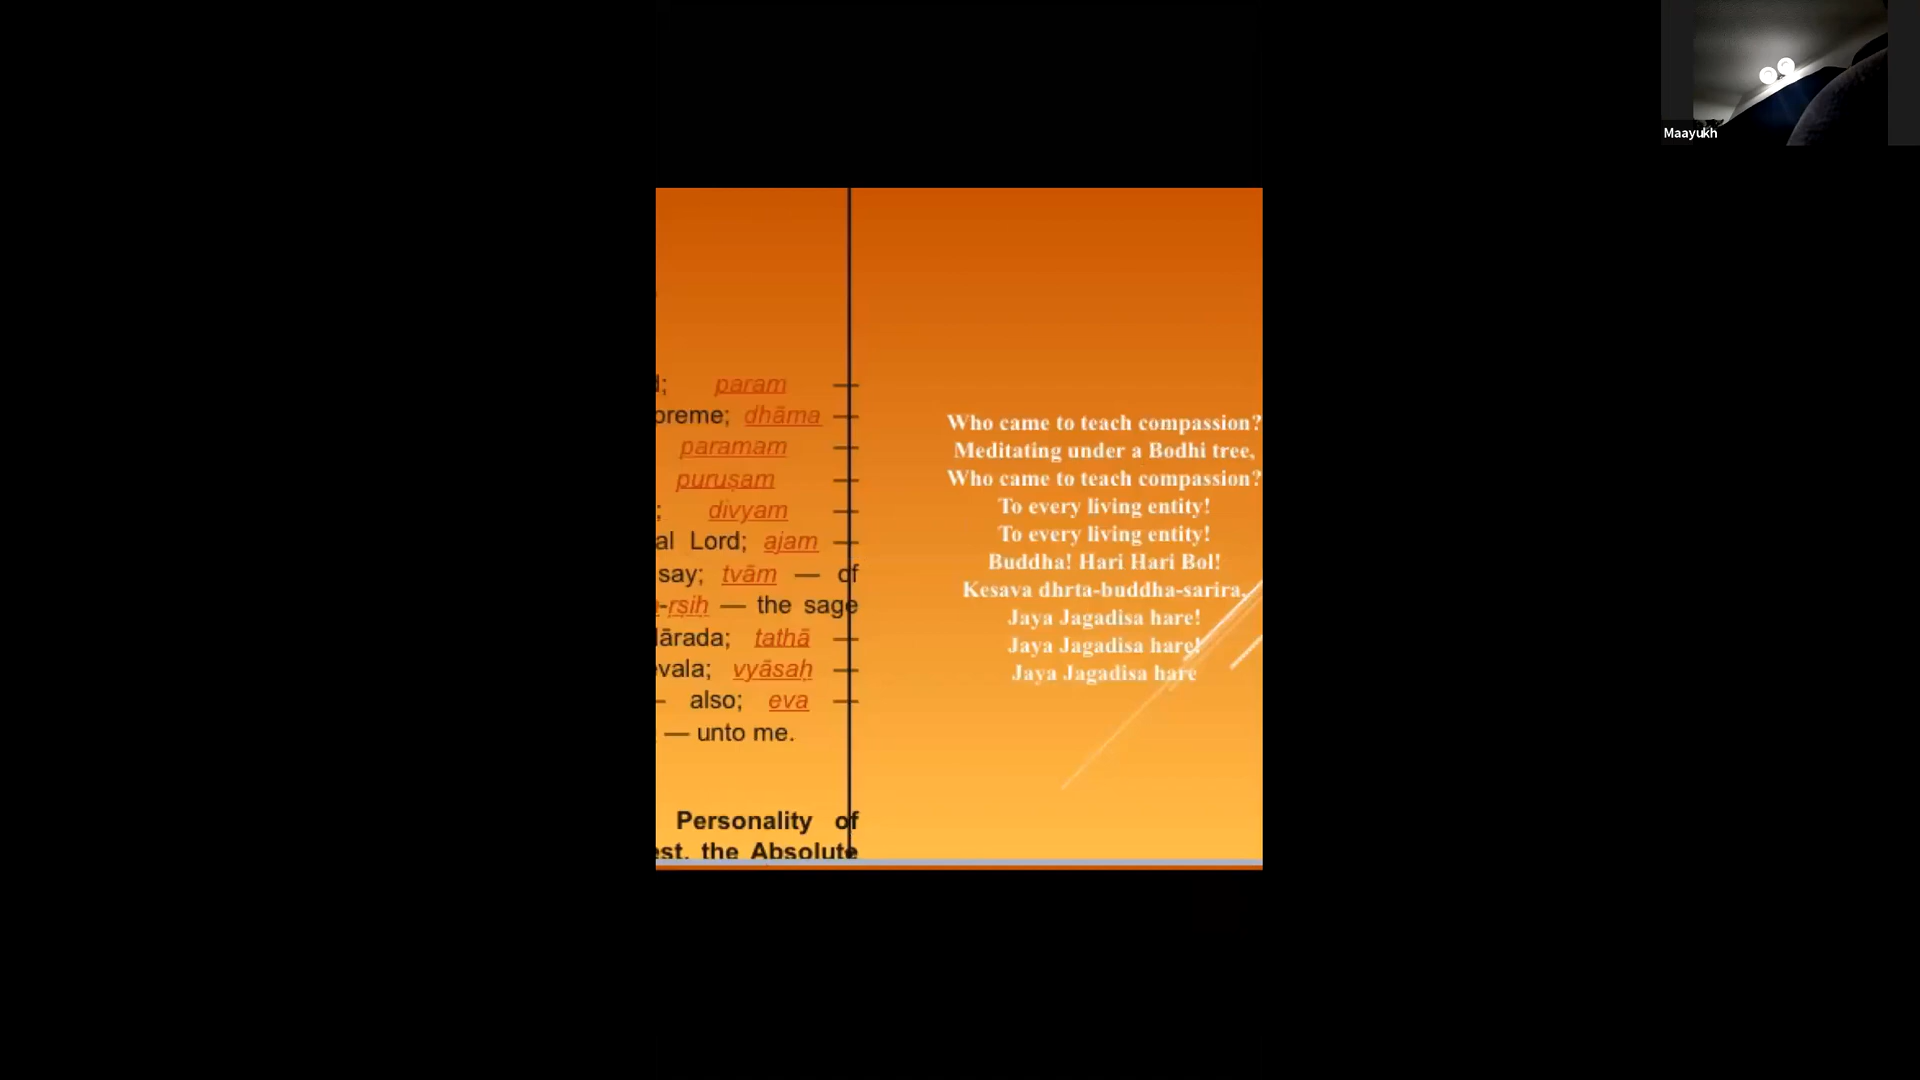 Maayukh
param —
preme; dhāma —
paramam —
puruṣam —
; divyam —
al Lord; ajam —
say; tvām — of
-ṛṣiḥ — the sage
ārada; tathā —
vala; vyāsaḥ —
— also; eva —
— unto me.
Personality of
est, the Absolute
Who came to teach compassion?
Meditating under a Bodhi tree,
Who came to teach compassion?
To every living entity!
To every living entity!
Buddha! Hari Hari Bol!
Kesava dhrta-buddha-sarira,
Jaya Jagadisa hare!
Jaya Jagadisa hare!
Jaya Jagadisa hare